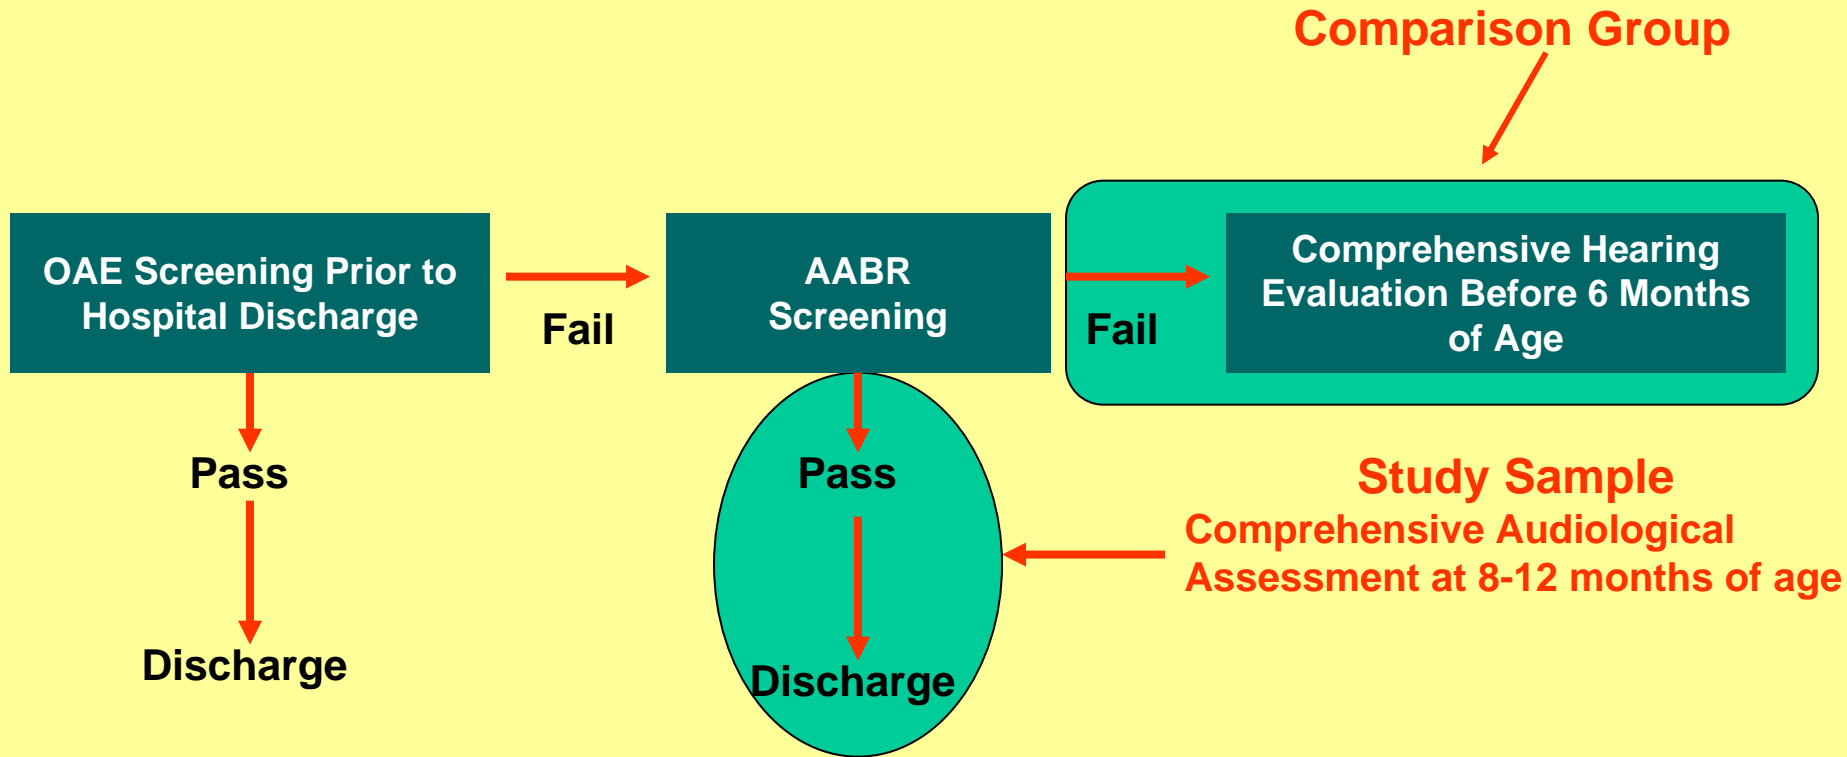 Comparison Group
OAE Screening Prior to
Hospital Discharge
Fail
AABR
Screening
Fail
Comprehensive Hearing
Evaluation Before 6 Months
of Age
Pass
Discharge
Pass
Discharge
Study Sample
Comprehensive Audiological
Assessment at 8-12 months of age